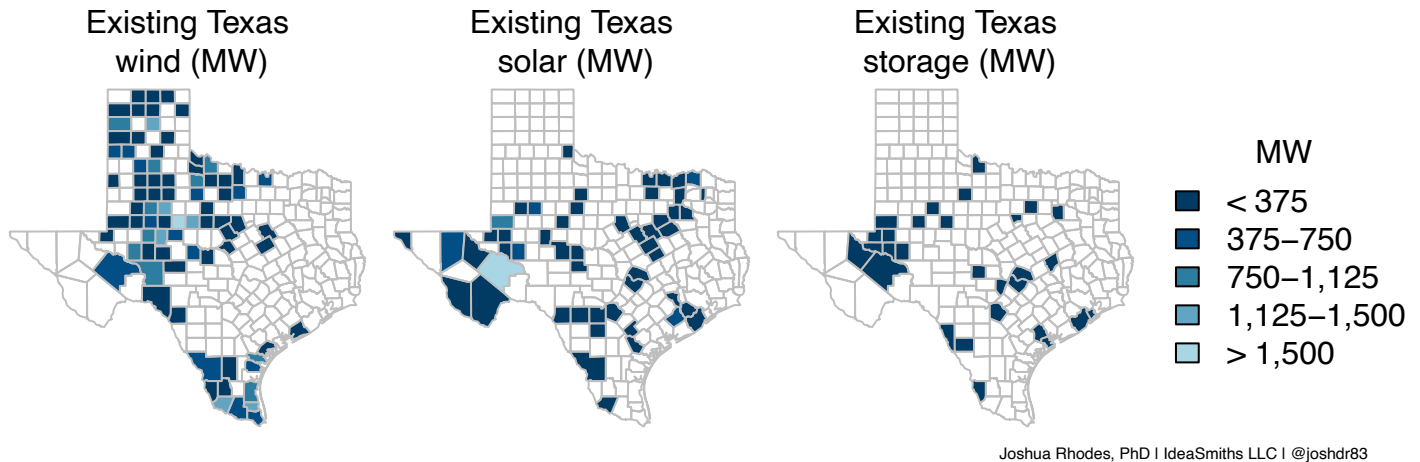 Existing Texas
wind (MW)
Existing Texas
solar (MW)
Existing Texas
storage (MW)
MW
< 375
375–750
750–1,125
1,125–1,500
> 1,500
Joshua Rhodes, PhD | IdeaSmiths LLC | @joshdr83